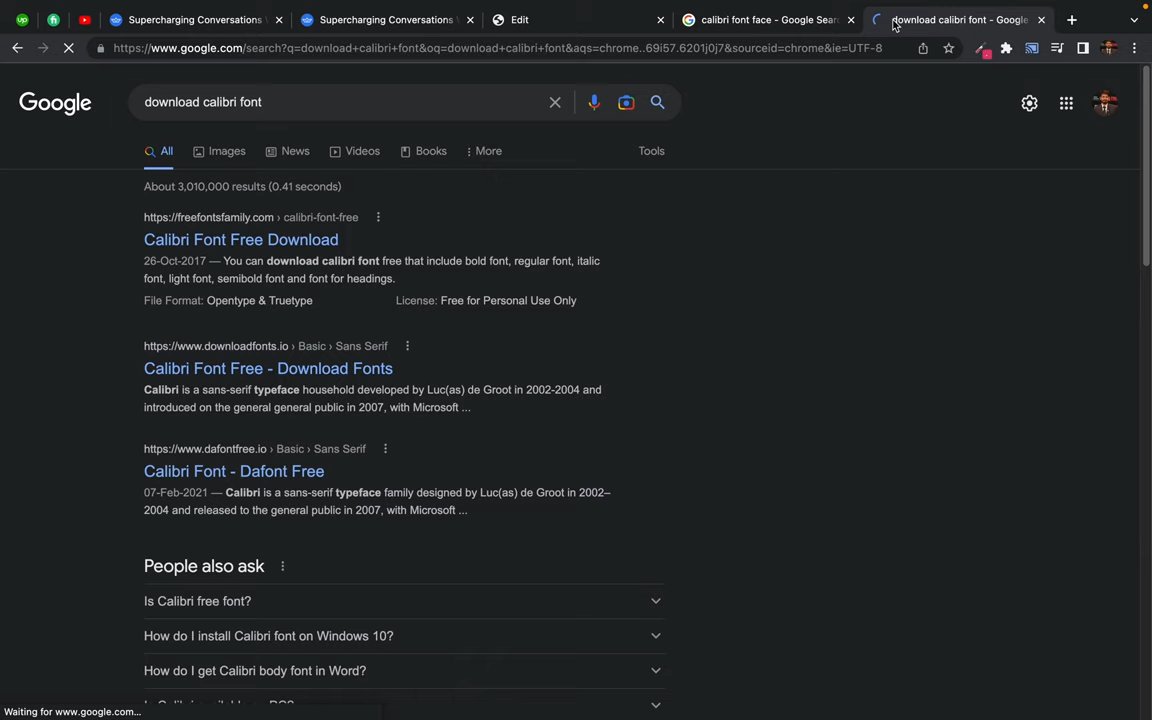 Supercharging Conversations
Supercharging Conversations
Edit
calibri font face - Google Sear
download calibri font - Google
https://www.google.com/search?q=download+calibri+font&oq=download+calibri+font&aqs=chrome..69i57.6201j0j7&sourceid=chrome&ie=UTF-8
Google
download calibri font
All
Images
News
Videos
Books
More
Tools
About 3,010,000 results (0.41 seconds)
https://freefontsfamily.com › calibri-font-free
Calibri Font Free Download
26-Oct-2017 — You can download calibri font free that include bold font, regular font, italic
font, light font, semibold font and font for headings.
File Format: Opentype & Truetype
License: Free for Personal Use Only
https://www.downloadfonts.io › Basic › Sans Serif
Calibri Font Free - Download Fonts
Calibri is a sans-serif typeface household developed by Luc(as) de Groot in 2002-2004 and
introduced on the general general public in 2007, with Microsoft ...
https://www.dafontfree.io › Basic › Sans Serif
Calibri Font - Dafont Free
07-Feb-2021 — Calibri is a sans-serif typeface family designed by Luc(as) de Groot in 2002–
2004 and released to the general public in 2007, with Microsoft ...
People also ask
Is Calibri free font?
How do I install Calibri font on Windows 10?
How do I get Calibri body font in Word?
Waiting for www.google.com...